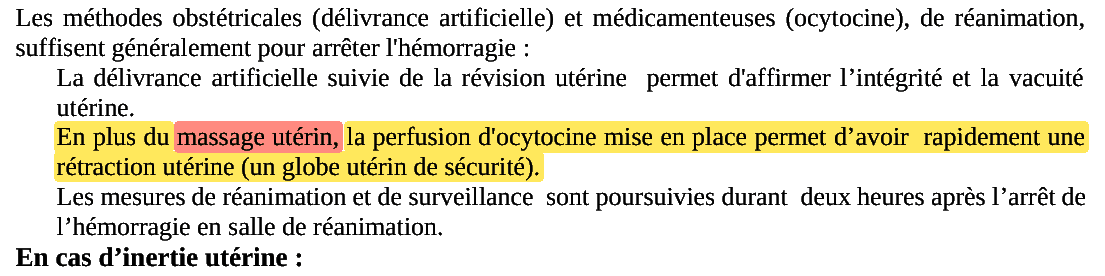 Les méthodes obstétricales (délivrance artificielle) et médicamenteuses (ocytocine), de réanimation,
suffisent généralement pour arrêter l'hémorragie :
La délivrance artificielle suivie de la révision utérine permet d'affirmer l’intégrité et la vacuité
utérine.
En plus du massage utérin, la perfusion d'ocytocine mise en place permet d’avoir rapidement une
rétraction utérine (un globe utérin de sécurité).
Les mesures de réanimation et de surveillance sont poursuivies durant deux heures après l’arrêt de
l’hémorragie en salle de réanimation.
En cas d’inertie utérine :